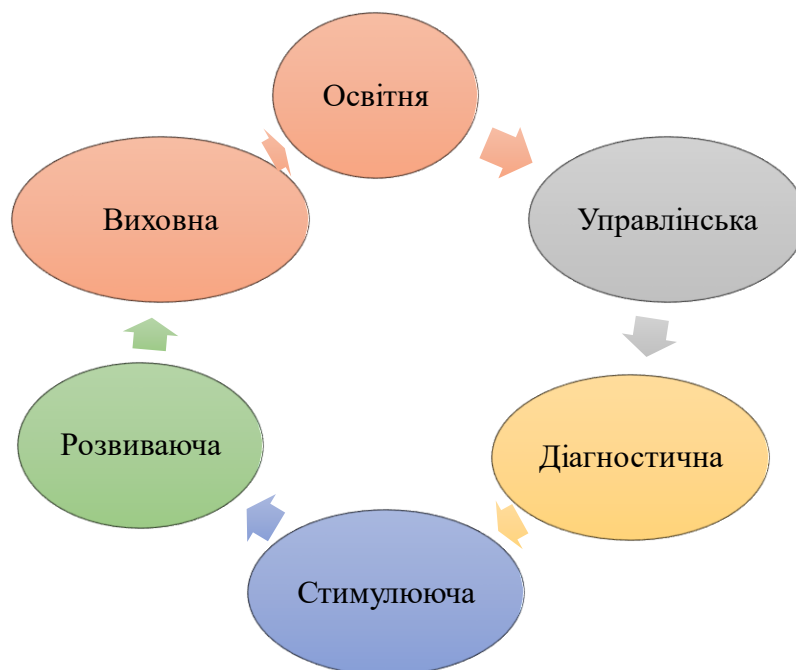 Освітня
Управлінська
Діагностична
Стимулююча
Розвиваюча
Виховна